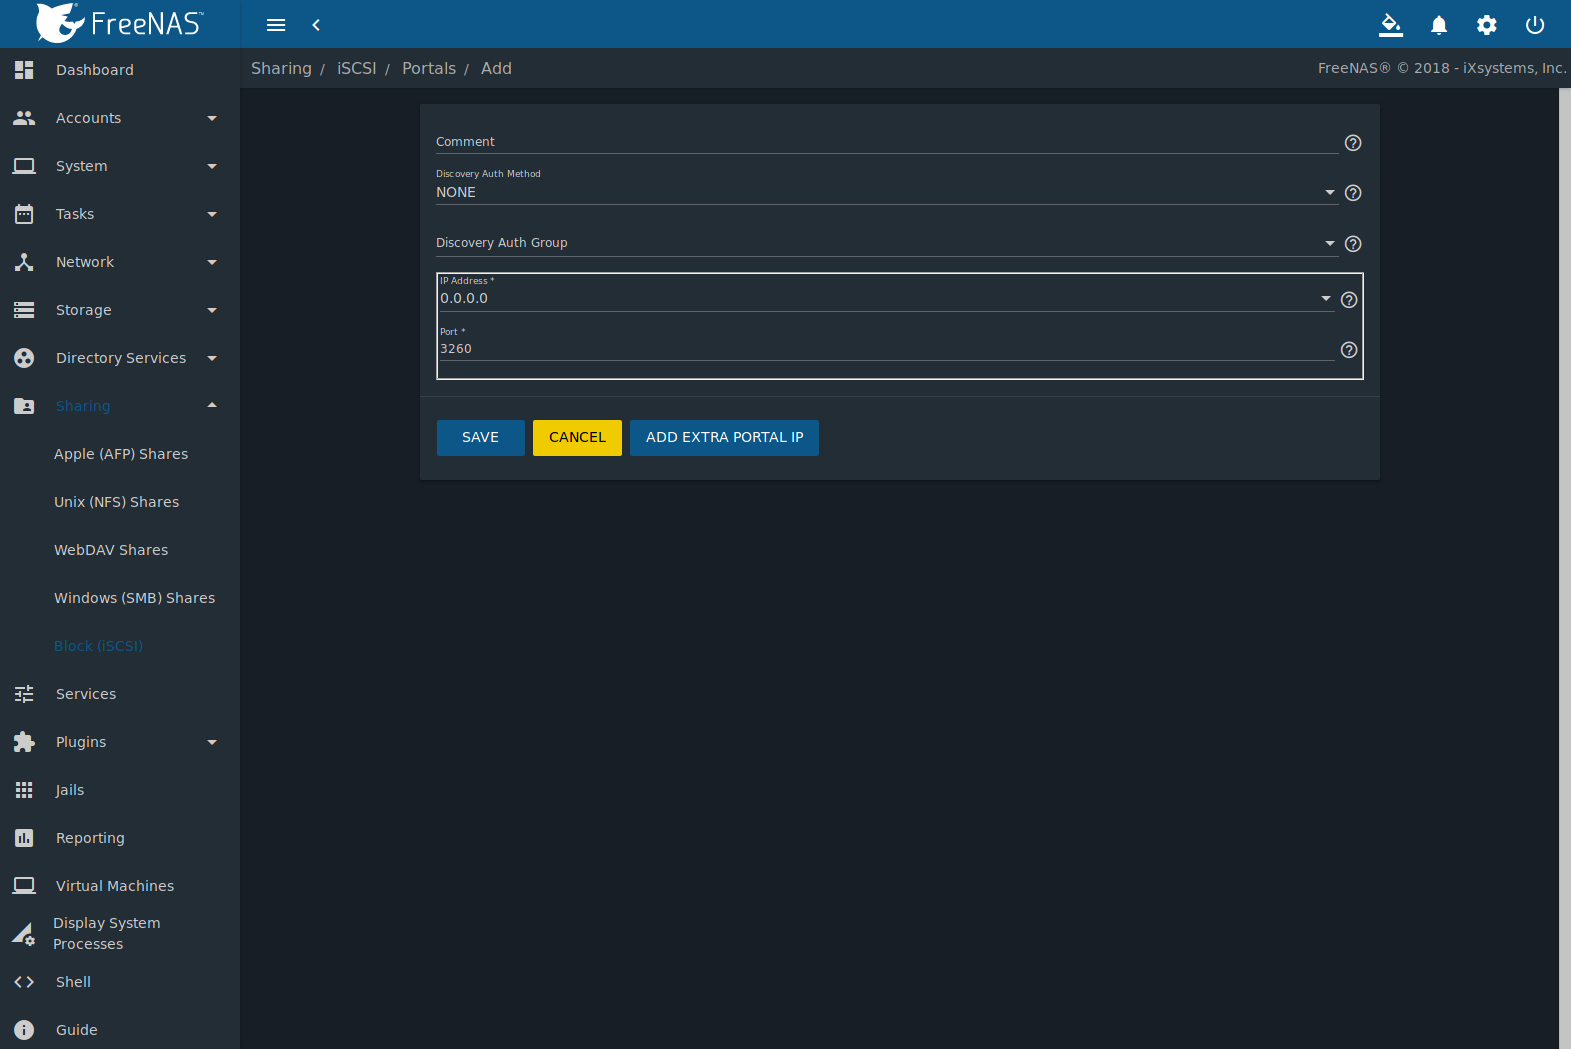 FreeNAS™
Sharing / iSCSI / Portals / Add
FreeNAS® © 2018 - iXsystems, Inc.
Dashboard
Accounts
System
Tasks
Network
Storage
Directory Services
Sharing
Apple (AFP) Shares
Unix (NFS) Shares
WebDAV Shares
Windows (SMB) Shares
Block (iSCSI)
Services
Plugins
Jails
Reporting
Virtual Machines
Display System
Processes
Shell
Guide
Comment
Discovery Auth Method
NONE
Discovery Auth Group
IP Address *
0.0.0.0
Port *
3260
SAVE CANCEL ADD EXTRA PORTAL IP